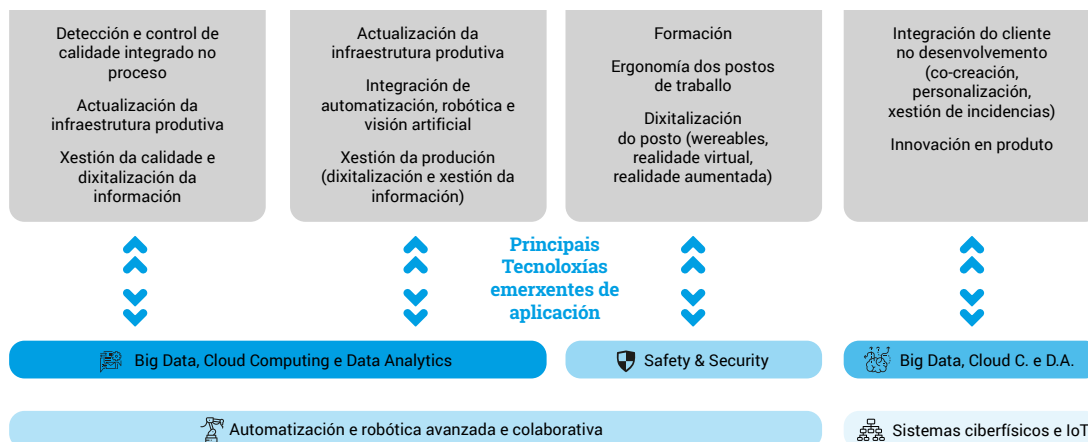 Detección e control de
calidade integrado no
proceso
Actualización da
infraestrutura produtiva
Xestión da calidade e
dixitalización da
información
Actualización da
infraestrutura produtiva
Integración de
automatización, robótica e
visión artificial
Xestión da produción
(dixitalización e xestión da
información)
Formación
Ergonomía dos postos
de traballo
Dixitalización
do posto (wereables,
realidade virtual,
realidade aumentada)
Integración do cliente
no desenvolvemento
(co-creación,
personalización,
xestión de incidencias)
Innovación en produto
Principais
Tecnoloxías
emerxentes de
aplicación
Big Data, Cloud Computing e Data Analytics
Safety & Security
Big Data, Cloud C. e D.A.
Automatización e robótica avanzada e colaborativa
Sistemas ciberfísicos e IoT